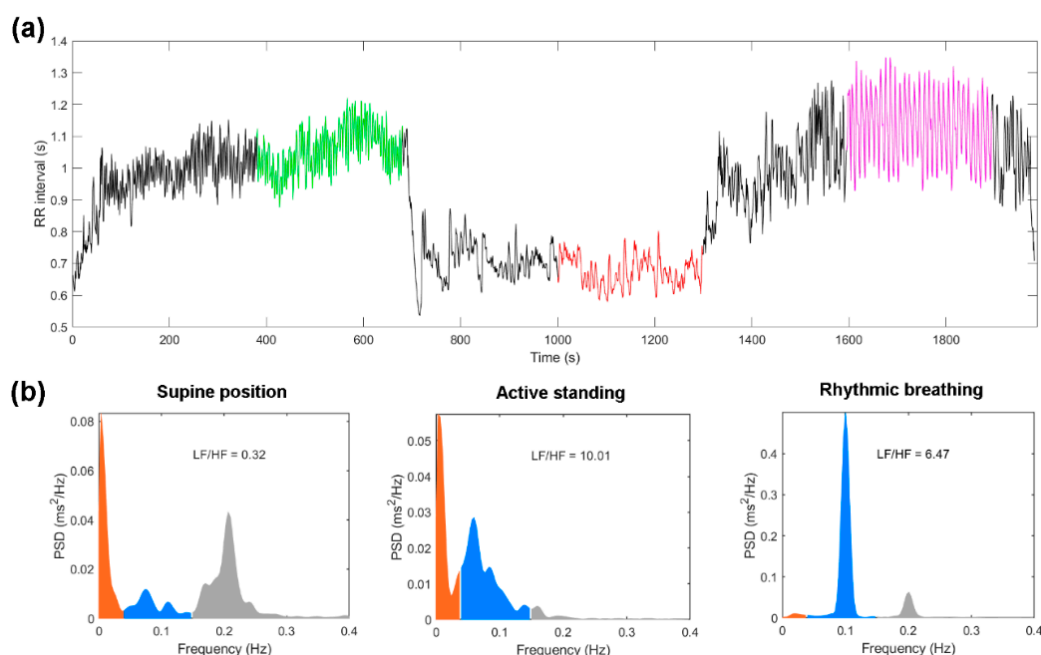 (a)
1.4
1.3
1.2
1.1
1
0.9
0.8
0.7
0.6
0.5
RR interval (s)
0 200 400 600 800 1000 1200 1400 1600 1800
Time (s)
(b)
Supine position
0.08
0.06
0.04
0.02
0
PSD (ms²/Hz)
LF/HF = 0.32
0 0.1 0.2 0.3 0.4
Frequency (Hz)
Active standing
0.05
0.04
0.03
0.02
0.01
0
PSD (ms²/Hz)
LF/HF = 10.01
0 0.1 0.2 0.3 0.4
Frequency (Hz)
Rhythmic breathing
0.4
0.3
0.2
0.1
0
PSD (ms²/Hz)
LF/HF = 6.47
0 0.1 0.2 0.3 0.4
Frequency (Hz)